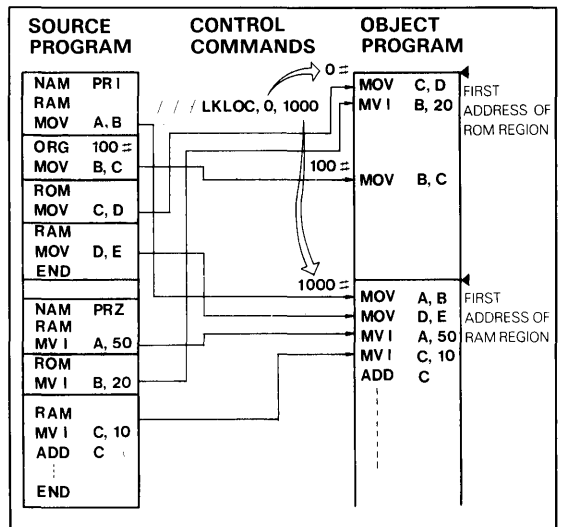 SOURCE PROGRAM
NAM PRI
RAM
MOV A, B
ORG 100 #
MOV B, C
ROM
MOV C, D
RAM
MOV D, E
END
NAM PRZ
RAM
MVI A, 50
ROM
MVI B, 20
RAM
MVI C, 10
ADD C
END
CONTROL COMMANDS
/ / / LKLOC, 0, 1000
OBJECT PROGRAM
0 #
MOV C, D
MVI B, 20
100 #
MOV B, C
1000 #
MOV A, B
MOV D, E
MVI A, 50
MVI C, 10
ADD C
FIRST
ADDRESS OF
ROM REGION
FIRST
ADDRESS OF
RAM REGION